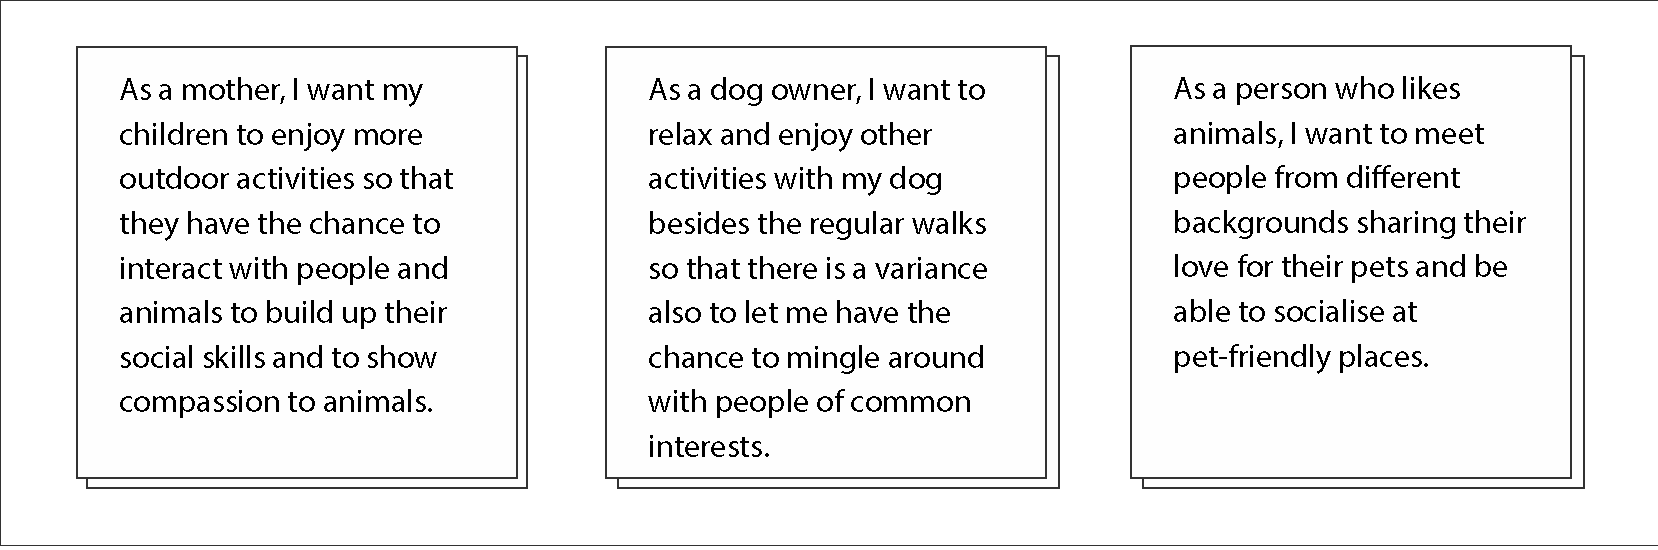 As a mother, I want my
children to enjoy more
outdoor activities so that
they have the chance to
interact with people and
animals to build up their
social skills and to show
compassion to animals.
As a dog owner, I want to
relax and enjoy other
activities with my dog
besides the regular walks
so that there is a variance
also to let me have the
chance to mingle around
with people of common
interests.
As a person who likes
animals, I want to meet
people from different
backgrounds sharing their
love for their pets and be
able to socialise at
pet-friendly places.